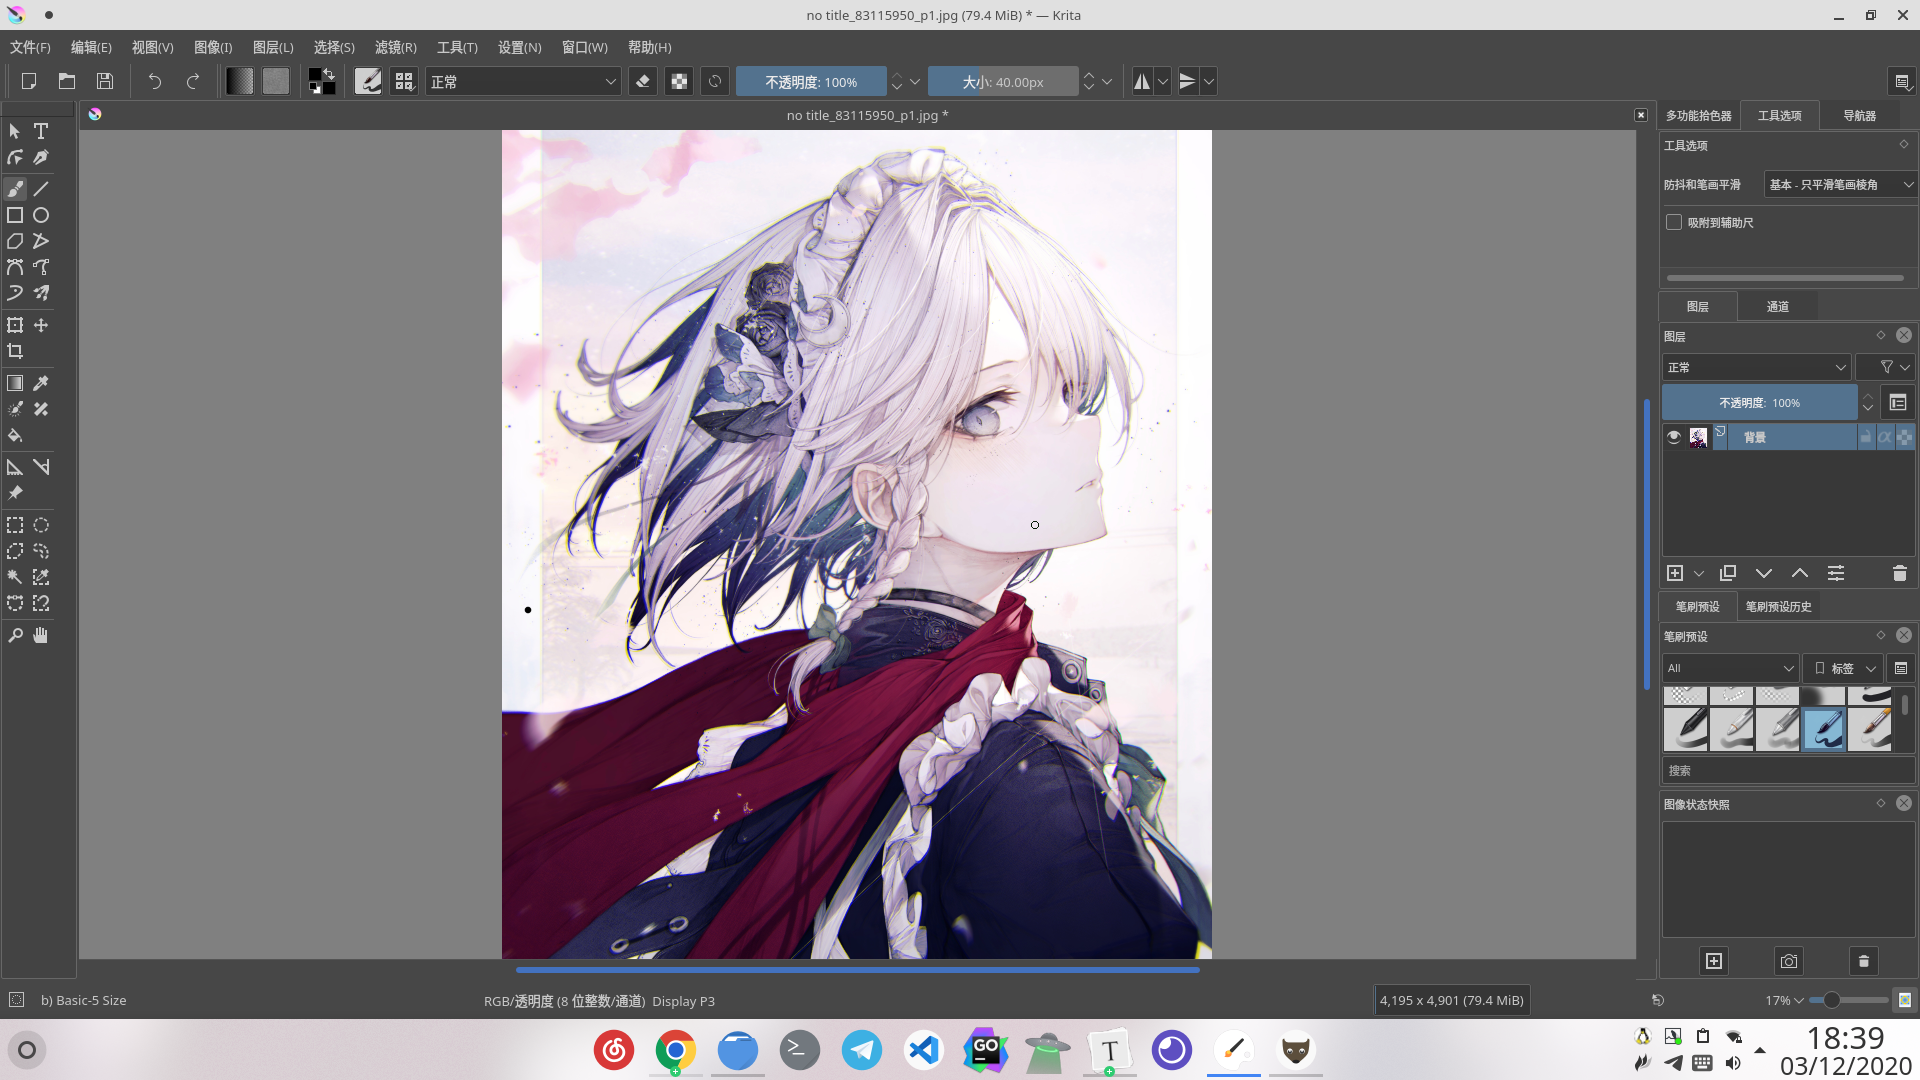 no title_83115950_p1.jpg (79.4 MiB) * — Krita
文件(F) 编辑(E) 视图(V) 图像(I) 图层(L) 选择(S) 滤镜(R) 工具(T) 设置(N) 窗口(W) 帮助(H)
正常 不透明度: 100% 大小: 40.00px
no title_83115950_p1.jpg *
多功能拾色器 工具选项 导航器
工具选项
防抖和笔画平滑 基本 - 只平滑笔画棱角
吸附到辅助尺
图层 通道
图层
正常
不透明度: 100%
背景
笔刷预设 笔刷预设历史
笔刷预设
All 标签
搜索
图像状态快照
b) Basic-5 Size RGB/透明度 (8 位整数/通道) Display P3 4,195 x 4,901 (79.4 MiB) 17%
GO
T
18:39
03/12/2020